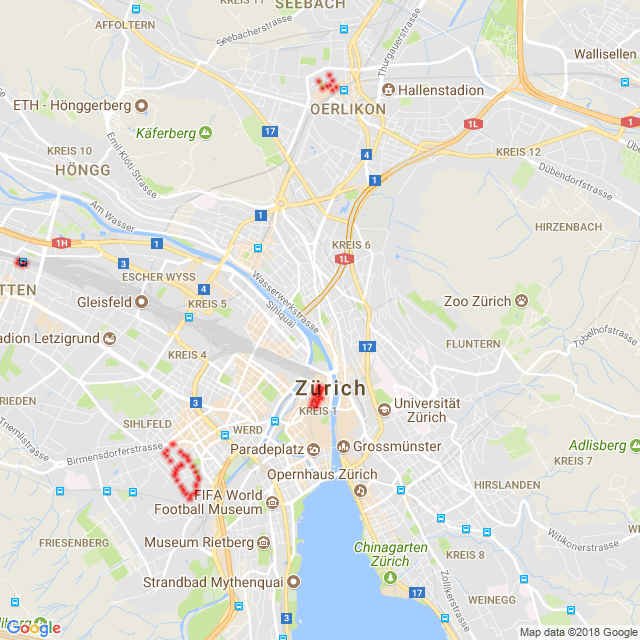 SEEBACH
KREIS 11
AFFOLTERN
Seebacherstrasse
Thurgauerstrasse
Wallisellen
ETH - Hönggerberg
OERLIKON
Hallenstadion
1L
1
Käferberg
17
KREIS 10
HÖNGG
Emil-Klöti-Strasse
4
KREIS 12
1
Dübendorfstrasse
Am Wasser
1
HIRZENBACH
1H
1
KREIS 6
3
ESCHER WYSS
1L
TTEN
Gleisfeld
4
KREIS 5
Wasserwerkstrasse
Sihlquai
Zoo Zürich
tadion Letzigrund
KREIS 4
17
FLUNTERN
Tobelhofstrasse
Zürich
RIEDEN
3
KREIS 1
Universität
Zürich
SIHLFELD
WERD
Triemlistrasse
Birmensdorferstrasse
Paradeplatz
Grossmünster
Adlisberg
KREIS 7
Opernhaus Zürich
HIRSLANDEN
FIFA World
Football Museum
FRIESENBERG
Museum Rietberg
Chinagarten
Zürich
Witikonerstrasse
KREIS 8
Strandbad Mythenquai
Zollikerstrasse
17
WEINEGG
3
liberg
Google
Map data ©2018 Google